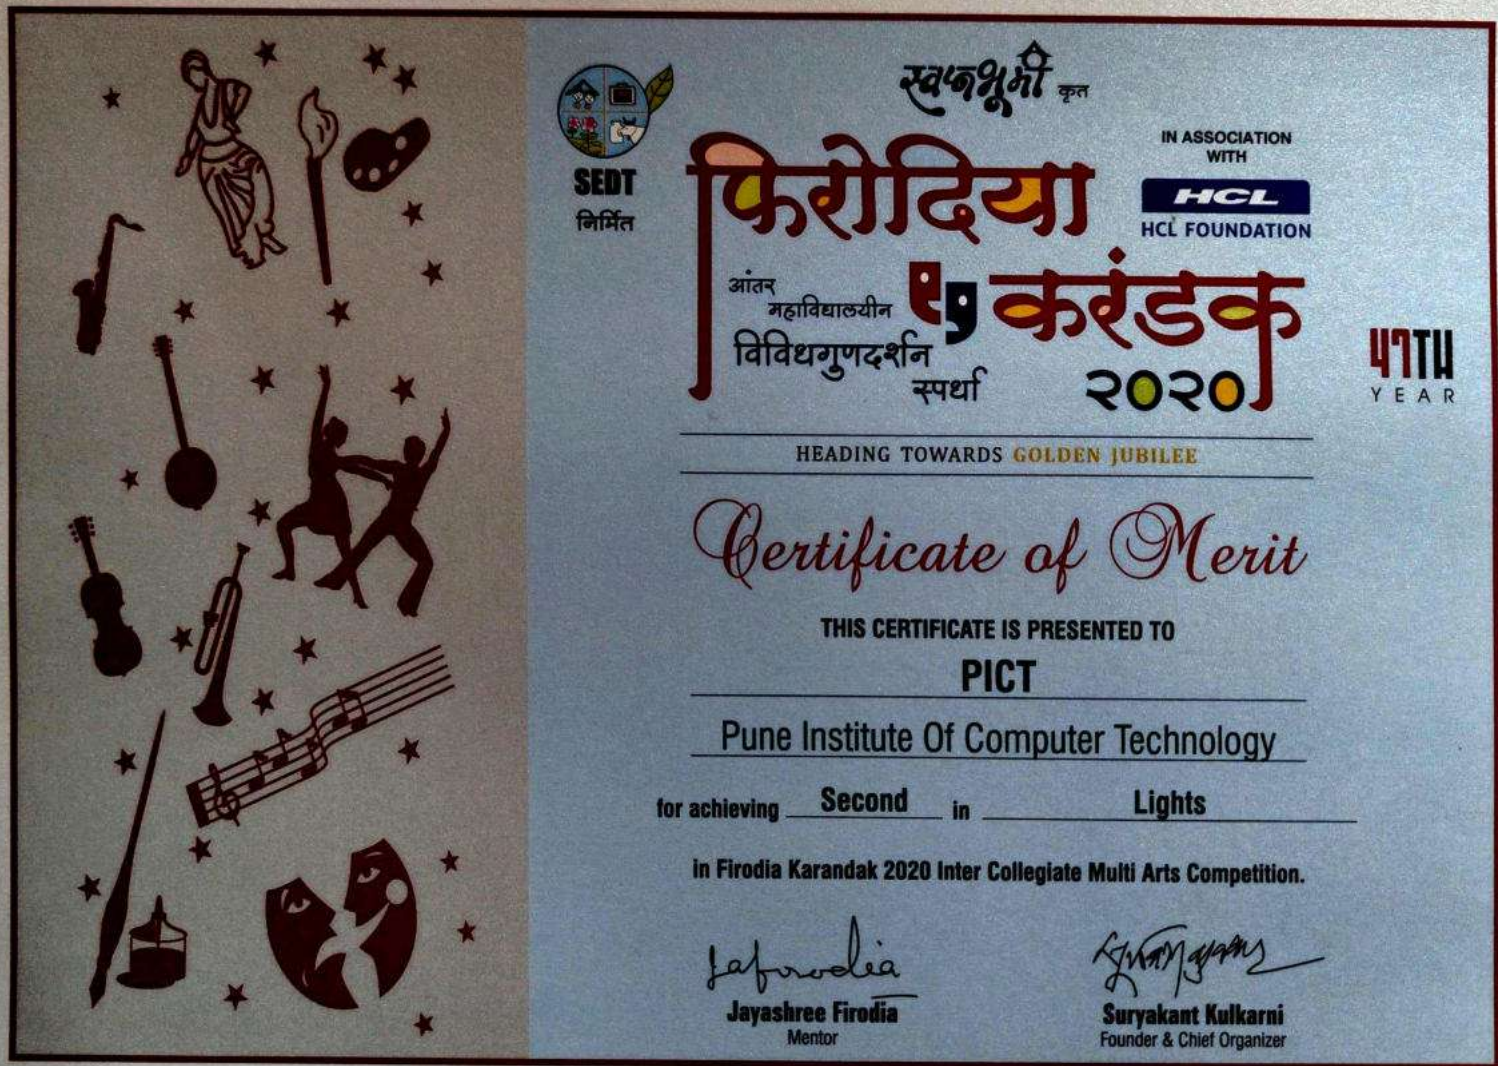 स्वप्नभूमी कृत
SEDT
निर्मित
फिरोदिया
IN ASSOCIATION
WITH
HCL
HCL FOUNDATION
आंतर
महाविद्यालयीन
करंडक
विविधगुणदर्शन
स्पर्धा
२०२०
TH
YEAR
HEADING TOWARDS GOLDEN JUBILEE
Certificate of Merit
THIS CERTIFICATE IS PRESENTED TO
PICT
Pune Institute Of Computer Technology
for achieving Second in Lights
in Firodia Karandak 2020 Inter Collegiate Multi Arts Competition.
Jayashree Firodia
Mentor
Suryakant Kulkarni
Founder & Chief Organizer